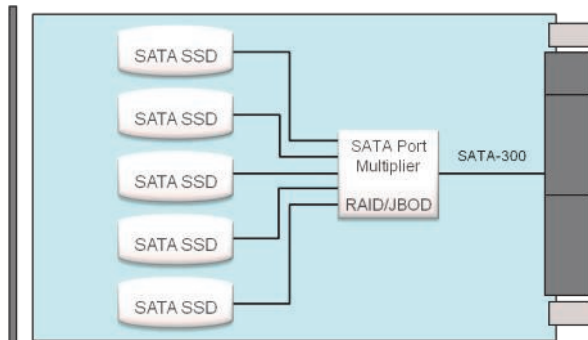 SATA SSD
SATA SSD
SATA SSD
SATA SSD
SATA SSD
SATA Port
Multiplier
RAID/JBOD
SATA-300